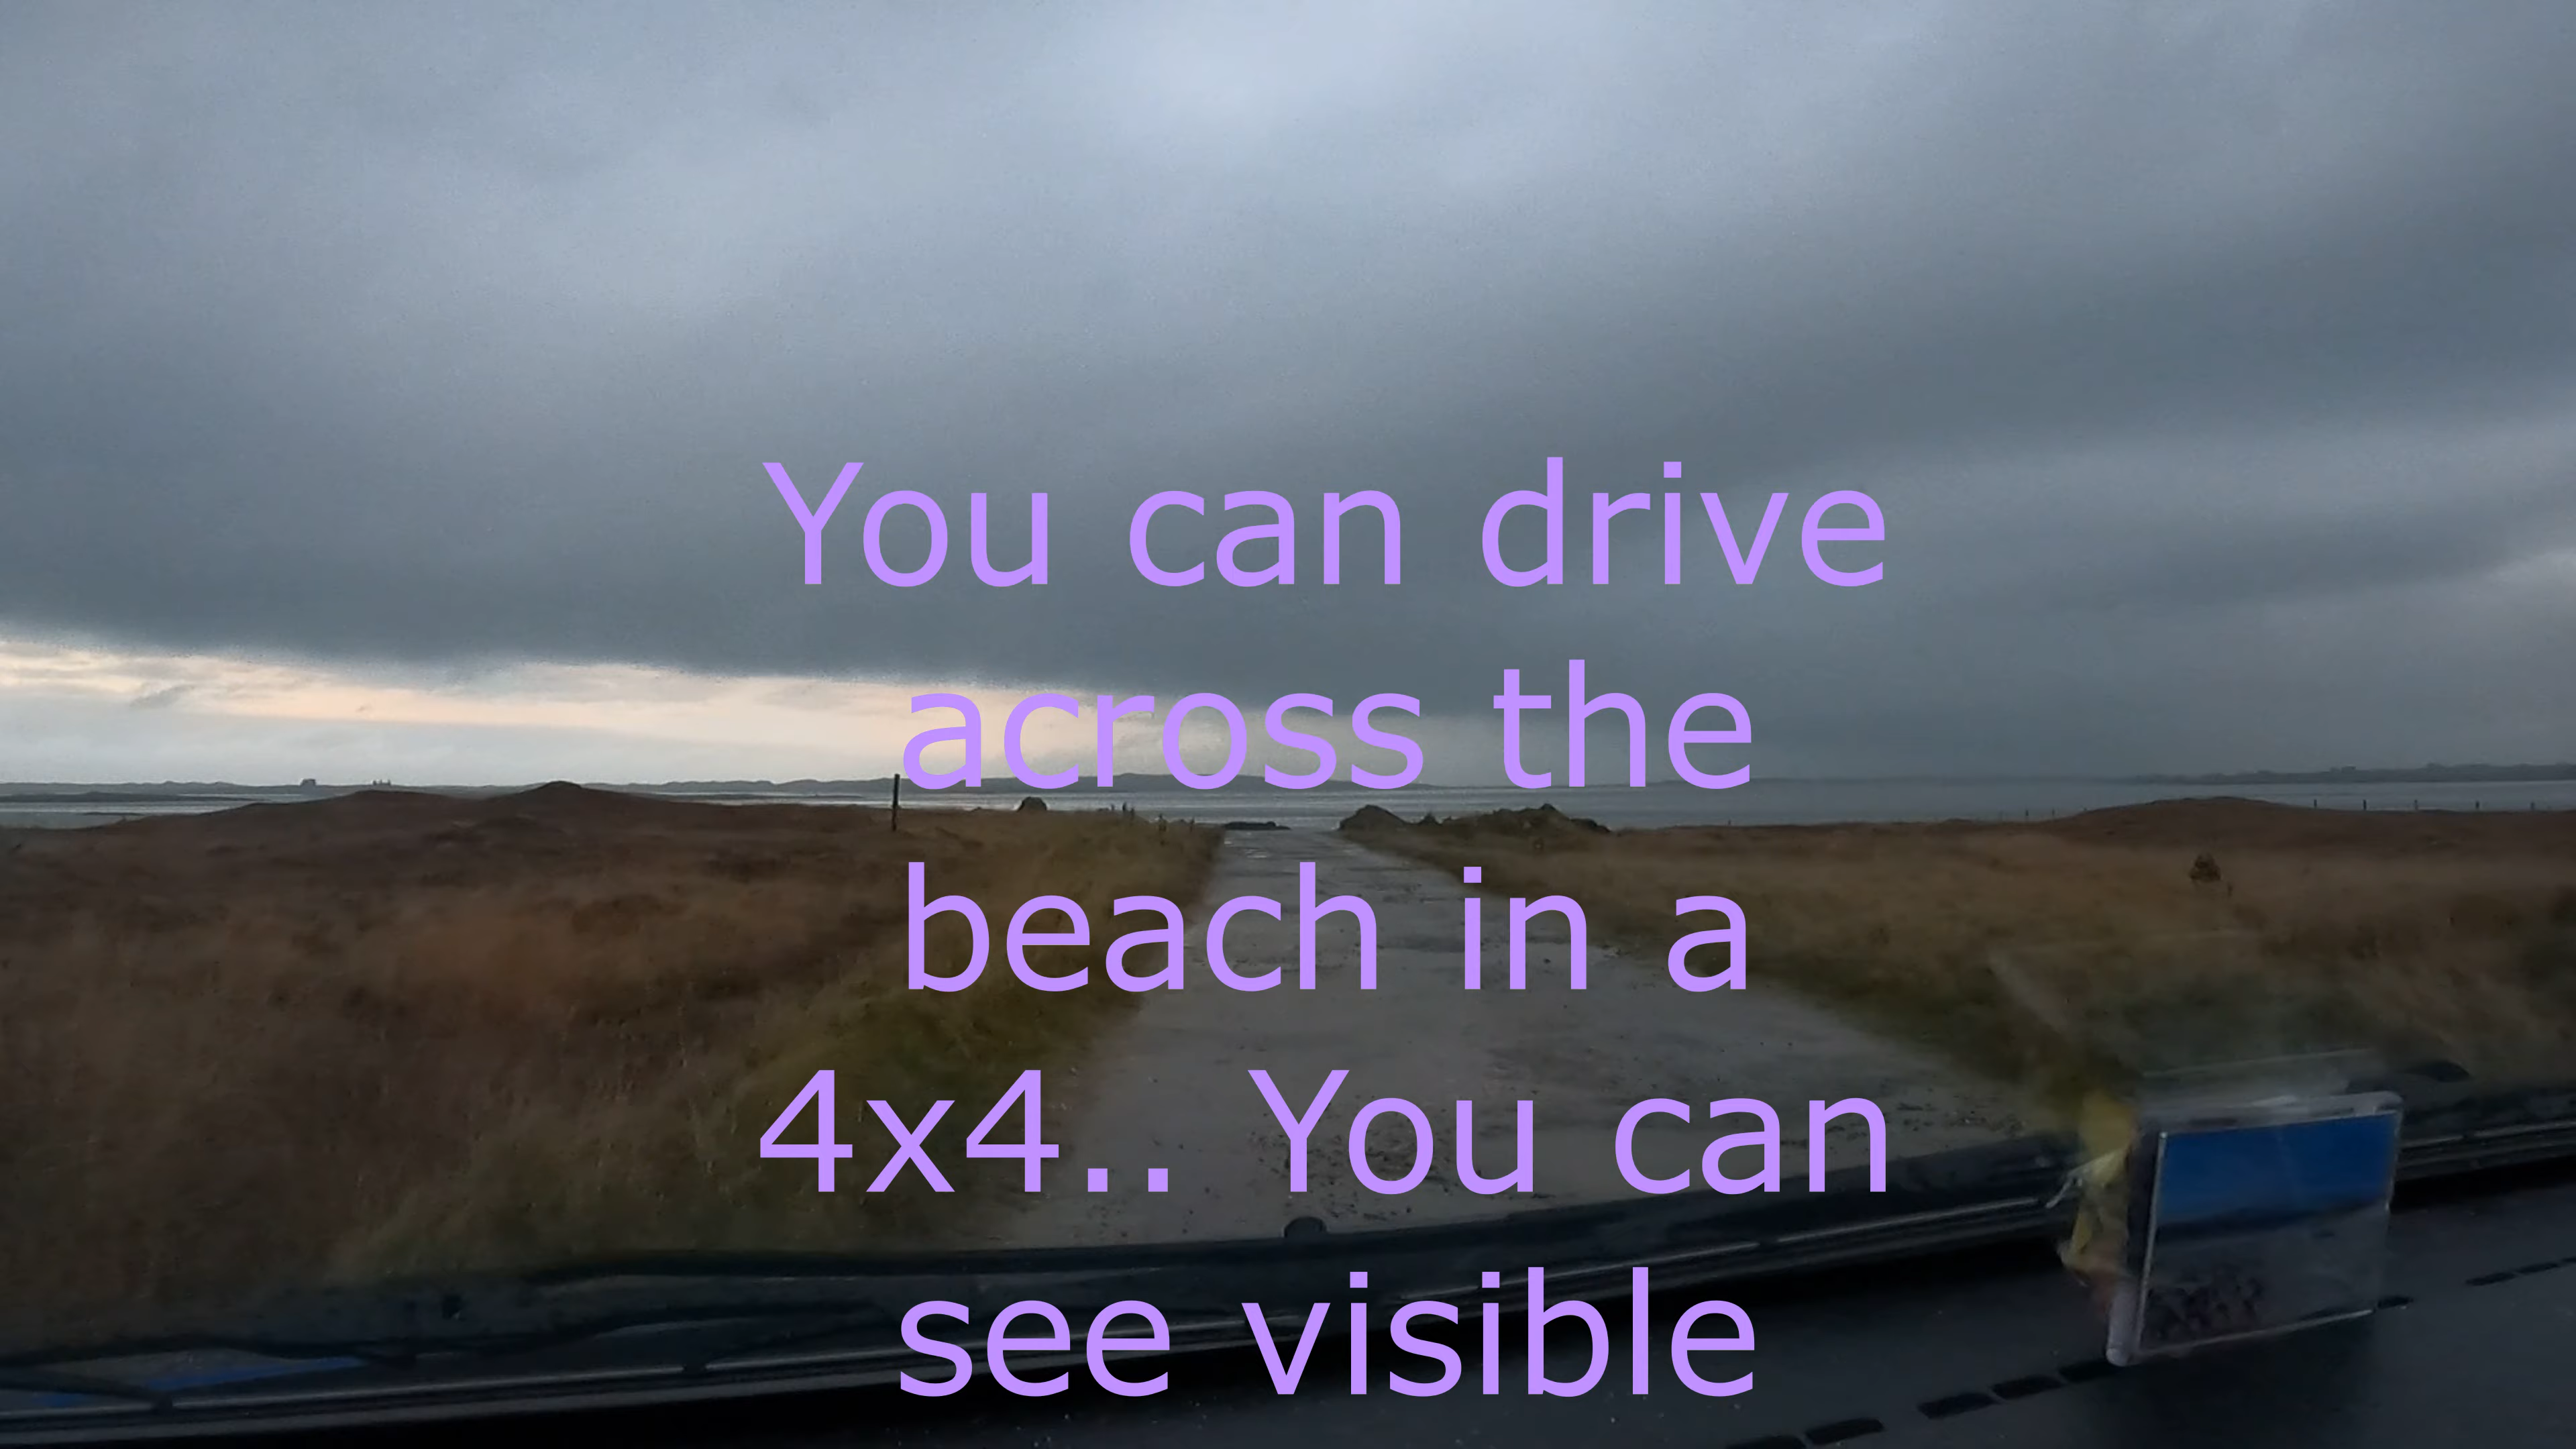 You can drive
across the
beach in a
4x4.. You can
see visible